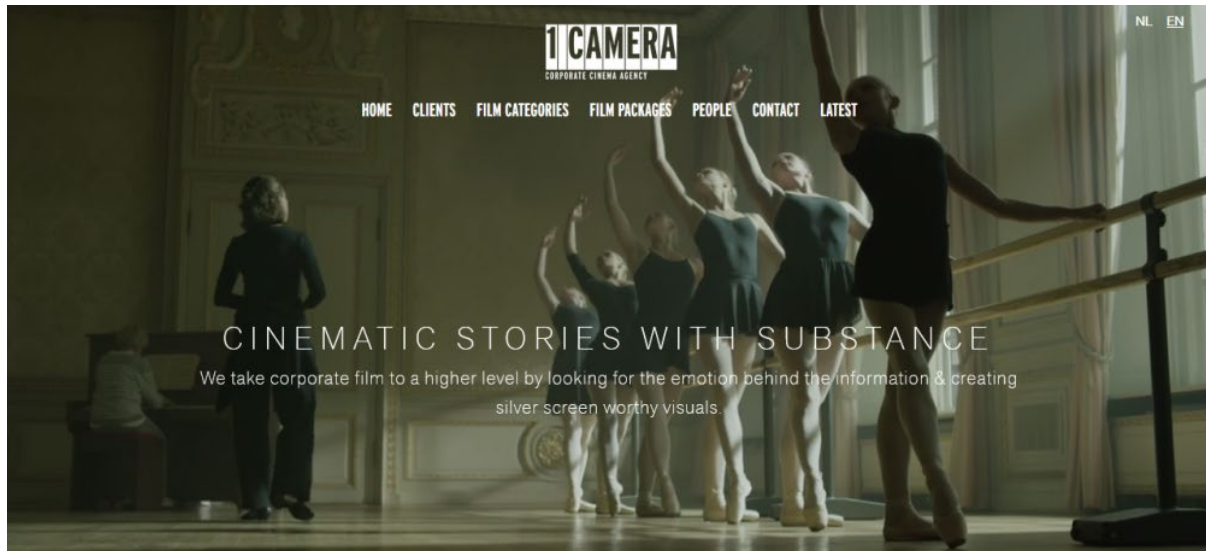 NL EN
1 CAMERA
CORPORATE CINEMA AGENCY
HOME CLIENTS FILM CATEGORIES FILM PACKAGES PEOPLE CONTACT LATEST
CINEMATIC STORIES WITH SUBSTANCE
We take corporate film to a higher level by looking for the emotion behind the information & creating
silver screen worthy visuals.